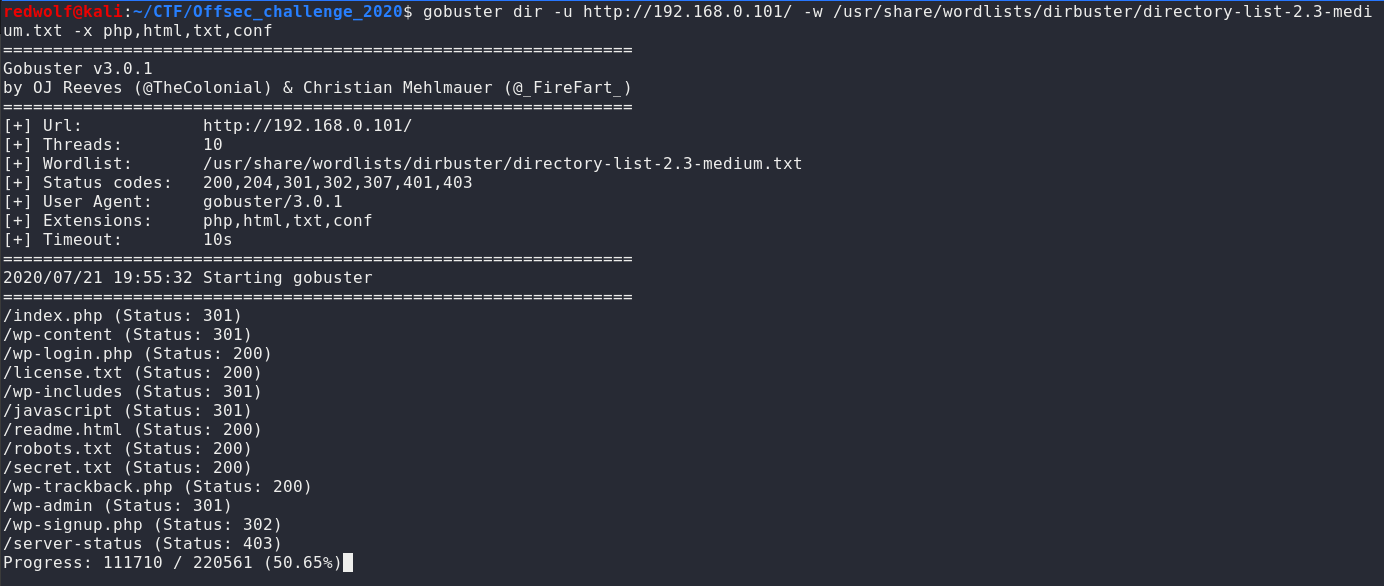 redwolf@kali:~/CTF/Offsec_challenge_2020$ gobuster dir -u http://192.168.0.101/ -w /usr/share/wordlists/dirbuster/directory-list-2.3-medi
um.txt -x php,html,txt,conf
===============================================================
Gobuster v3.0.1
by OJ Reeves (@TheColonial) & Christian Mehlmauer (@_FireFart_)
===============================================================
[+] Url:            http://192.168.0.101/
[+] Threads:        10
[+] Wordlist:       /usr/share/wordlists/dirbuster/directory-list-2.3-medium.txt
[+] Status codes:   200,204,301,302,307,401,403
[+] User Agent:     gobuster/3.0.1
[+] Extensions:     php,html,txt,conf
[+] Timeout:        10s
===============================================================
2020/07/21 19:55:32 Starting gobuster
===============================================================
/index.php (Status: 301)
/wp-content (Status: 301)
/wp-login.php (Status: 200)
/license.txt (Status: 200)
/wp-includes (Status: 301)
/javascript (Status: 301)
/readme.html (Status: 200)
/robots.txt (Status: 200)
/secret.txt (Status: 200)
/wp-trackback.php (Status: 200)
/wp-admin (Status: 301)
/wp-signup.php (Status: 302)
/server-status (Status: 403)
Progress: 111710 / 220561 (50.65%)